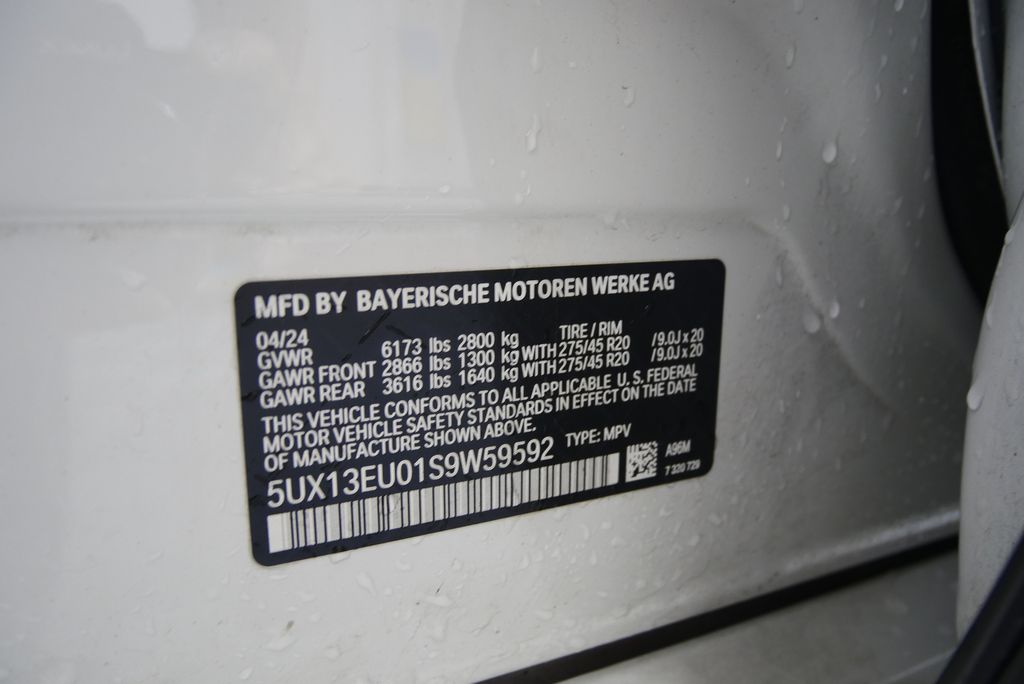 MFD BY BAYERISCHE MOTOREN WERKE AG
04/24
GVWR 6173 lbs 2800 kg TIRE / RIM
GAWR FRONT 2866 lbs 1300 kg WITH 275/45 R20 / 9.0J x 20
GAWR REAR 3616 lbs 1640 kg WITH 275/45 R20 / 9.0J x 20
THIS VEHICLE CONFORMS TO ALL APPLICABLE U.S. FEDERAL
MOTOR VEHICLE SAFETY STANDARDS IN EFFECT ON THE DATE
OF MANUFACTURE SHOWN ABOVE.
5UX13EU01S9W59592 TYPE: MPV
A96M
7 320 729